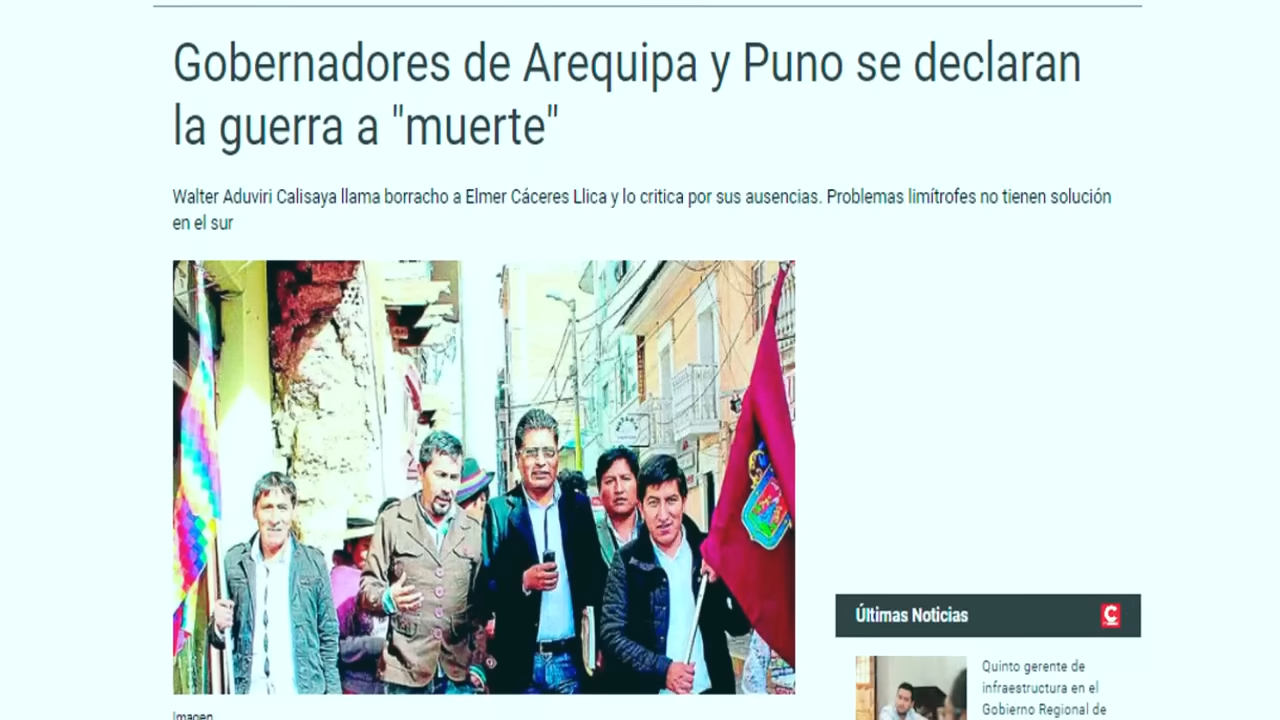 Gobernadores de Arequipa y Puno se declaran
la guerra a "muerte"
Walter Aduviri Calisaya llama borracho a Elmer Cáceres Llica y lo critica por sus ausencias. Problemas limítrofes no tienen solución
en el sur
Últimas Noticias
Quinto gerente de
infraestructura en el
Gobierno Regional de
Imagen